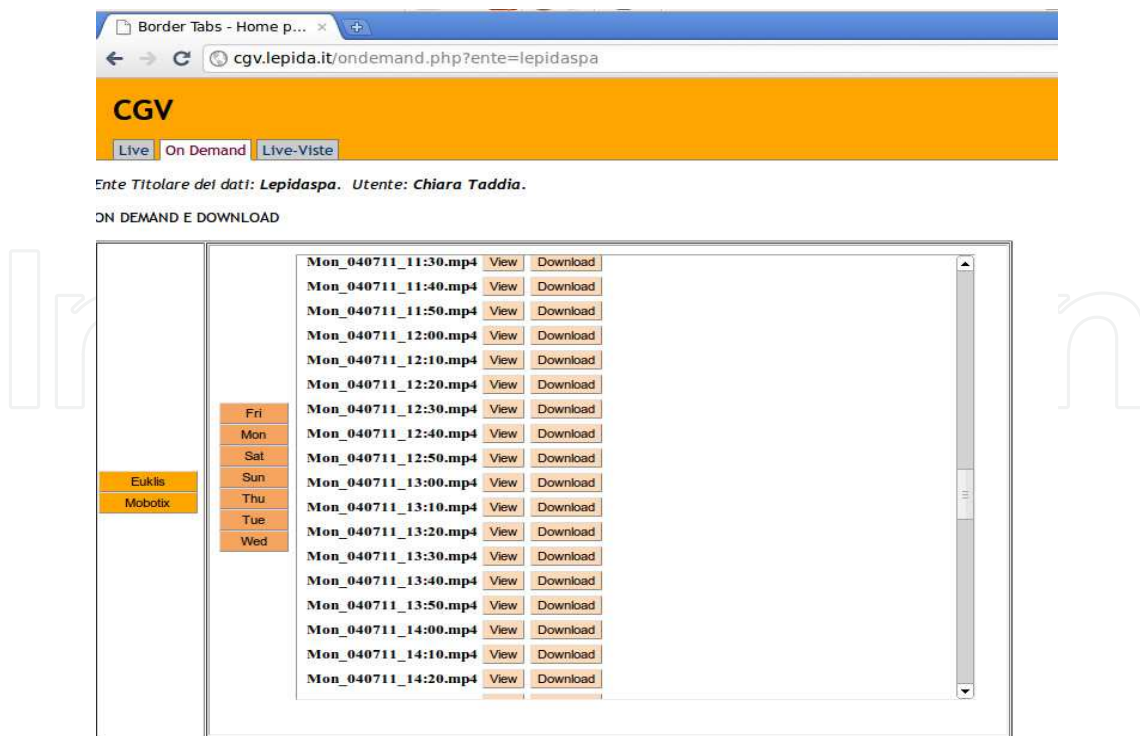 Border Tabs - Home p... ×
cgv.lepida.it/ondemand.php?ente=lepidaspa
CGV
Live On Demand Live-Viste
Ente Titolare dei dati: Lepidaspa. Utente: Chiara Taddia.
ON DEMAND E DOWNLOAD
Euklis
Mobotix
Fri
Mon
Sat
Sun
Thu
Tue
Wed
Mon_040711_11:30.mp4 View Download
Mon_040711_11:40.mp4 View Download
Mon_040711_11:50.mp4 View Download
Mon_040711_12:00.mp4 View Download
Mon_040711_12:10.mp4 View Download
Mon_040711_12:20.mp4 View Download
Mon_040711_12:30.mp4 View Download
Mon_040711_12:40.mp4 View Download
Mon_040711_12:50.mp4 View Download
Mon_040711_13:00.mp4 View Download
Mon_040711_13:10.mp4 View Download
Mon_040711_13:20.mp4 View Download
Mon_040711_13:30.mp4 View Download
Mon_040711_13:40.mp4 View Download
Mon_040711_13:50.mp4 View Download
Mon_040711_14:00.mp4 View Download
Mon_040711_14:10.mp4 View Download
Mon_040711_14:20.mp4 View Download